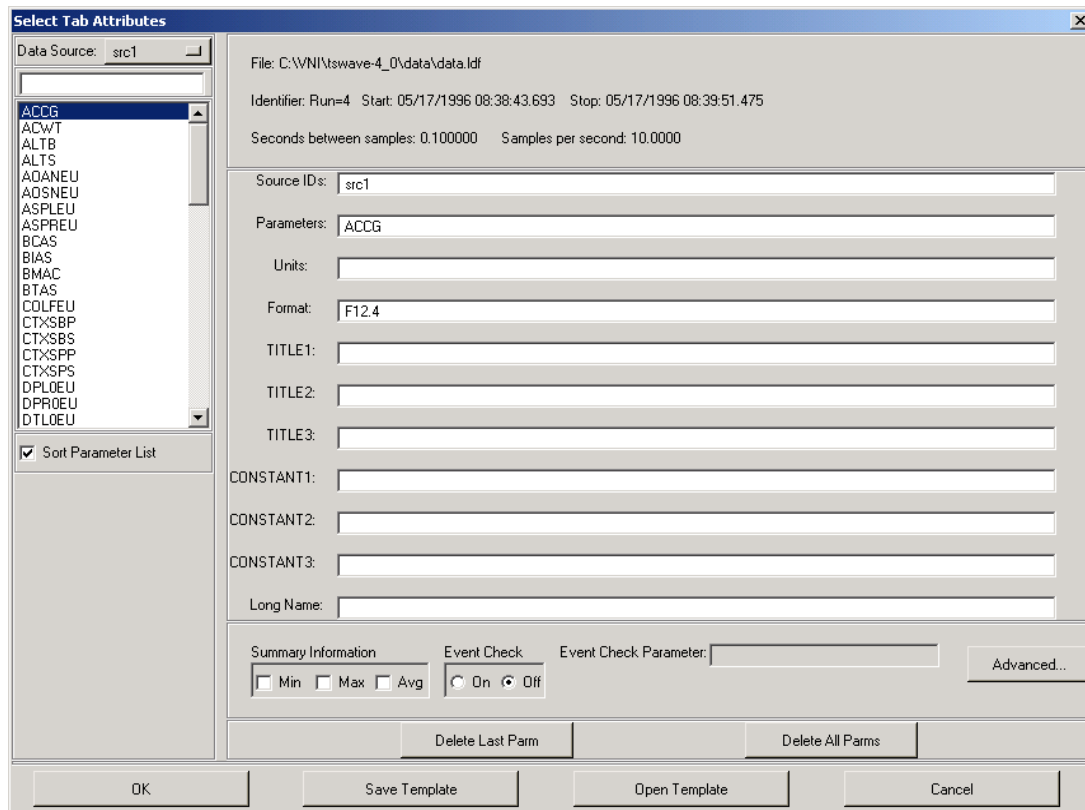 Select Tab Attributes
Data Source: src1
ACCG
ACWT
ALTB
ALTS
AOANEU
AOSNEU
ASPLEU
ASPREU
BCAS
BIAS
BMAC
BTAS
COLFEU
CTXSBP
CTXSBS
CTXSPP
CTXSPS
DPL0EU
DPR0EU
DTL0EU
Sort Parameter List
File: C:\VNI\tswave-4_0\data\data.ldf
Identifier: Run=4 Start: 05/17/1996 08:38:43.693 Stop: 05/17/1996 08:39:51.475
Seconds between samples: 0.100000 Samples per second: 10.0000
Source IDs: src1
Parameters: ACCG
Units:
Format: F12.4
TITLE1:
TITLE2:
TITLE3:
CONSTANT1:
CONSTANT2:
CONSTANT3:
Long Name:
Summary Information Event Check Event Check Parameter:
Min Max Avg On Off Advanced...
Delete Last Parm Delete All Parms
OK Save Template Open Template Cancel